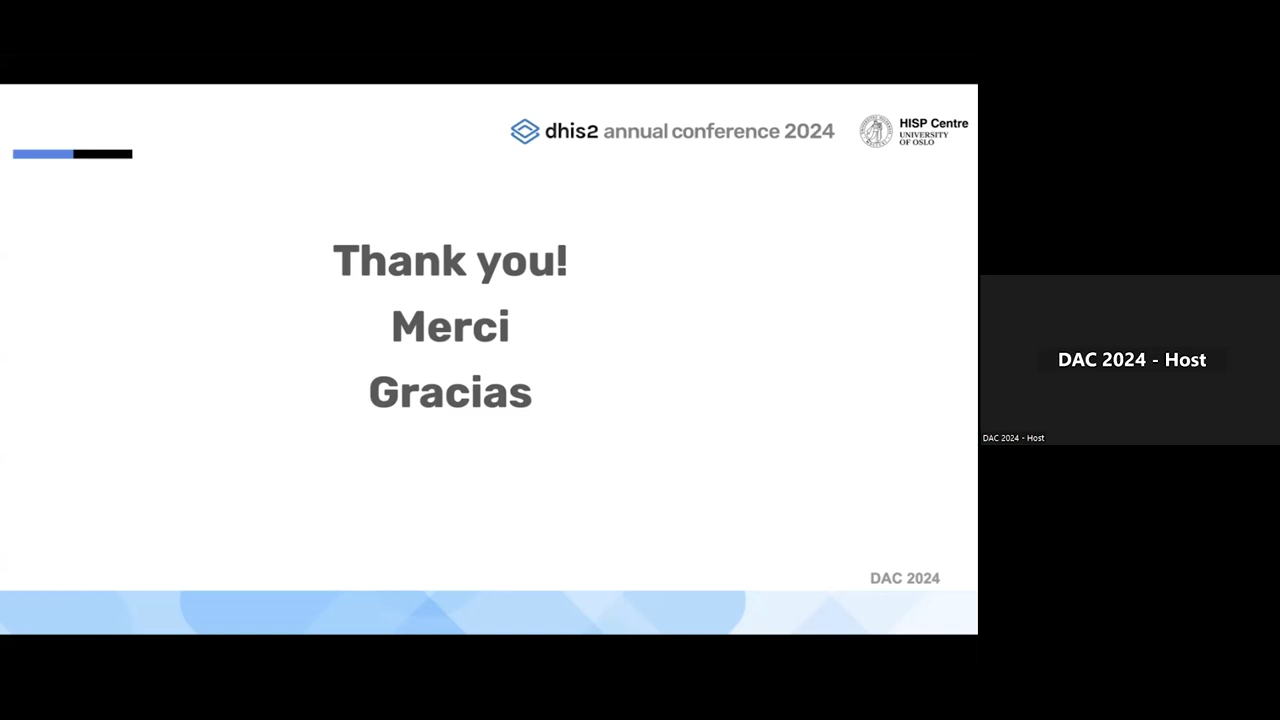 dhis2 annual conference 2024
HISP Centre
UNIVERSITY
OF OSLO
Thank you!
Merci
Gracias
DAC 2024
DAC 2024 - Host
DAC 2024 - Host